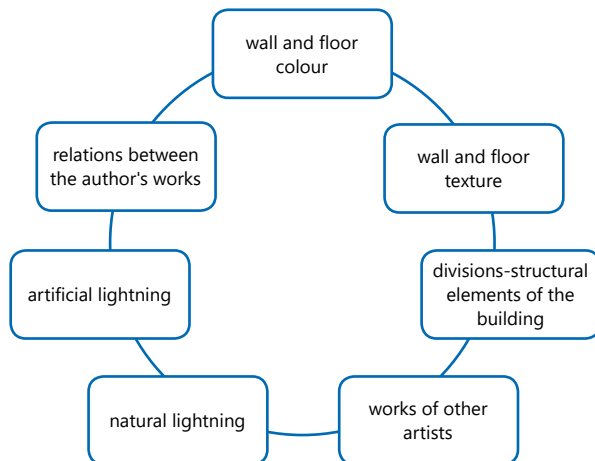 wall and floor
colour
wall and floor
texture
divisions-structural
elements of the
building
works of other
artists
natural lightning
artificial lightning
relations between
the author's works